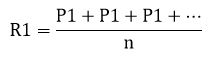 R1 = (P1 + P1 + P1 + ⋯) / n